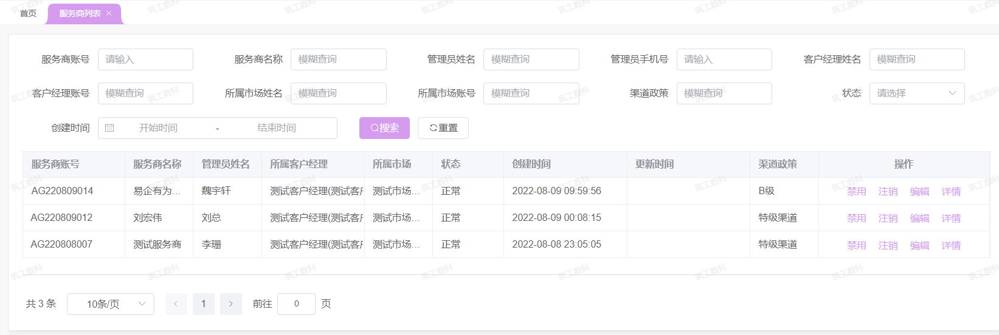 首页 服务商列表 ×
服务商账号 请输入 服务商名称 模糊查询 管理员姓名 模糊查询 管理员手机号 请输入 客户经理姓名 模糊查询
客户经理账号 模糊查询 所属市场姓名 模糊查询 所属市场账号 模糊查询 渠道政策 模糊查询 状态 请选择
创建时间 开始时间 - 结束时间 搜索 重置
服务商账号 服务商名称 管理员姓名 所属客户经理 所属市场 状态 创建时间 更新时间 渠道政策 操作
AG220809014 易企有为... 魏宇轩 测试客户经理(测试客户 测试市场... 正常 2022-08-09 09:59:56 B级 禁用 注销 编辑 详情
AG220809012 刘宏伟 刘总 测试客户经理(测试客户 测试市场... 正常 2022-08-09 00:08:15 特级渠道 禁用 注销 编辑 详情
AG220808007 测试服务商 李珊 测试客户经理(测试客户 测试市场... 正常 2022-08-08 23:05:05 特级渠道 禁用 注销 编辑 详情
共 3 条 10条/页 1 前往 0 页
筑工数科